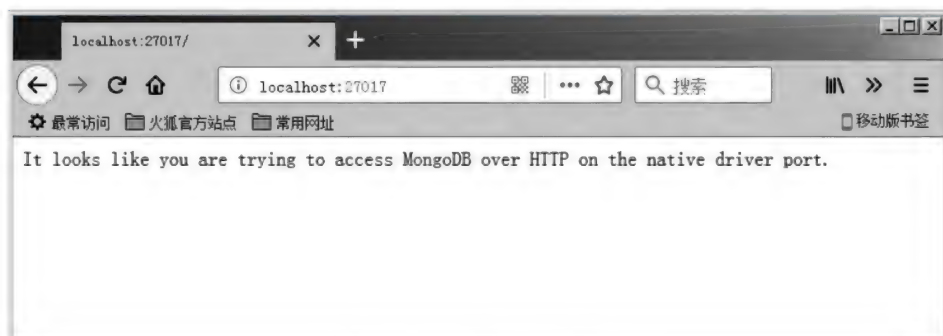 localhost:27017/
localhost:27017
搜索
最常访问 火狐官方站点 常用网址 移动版书签
It looks like you are trying to access MongoDB over HTTP on the native driver port.